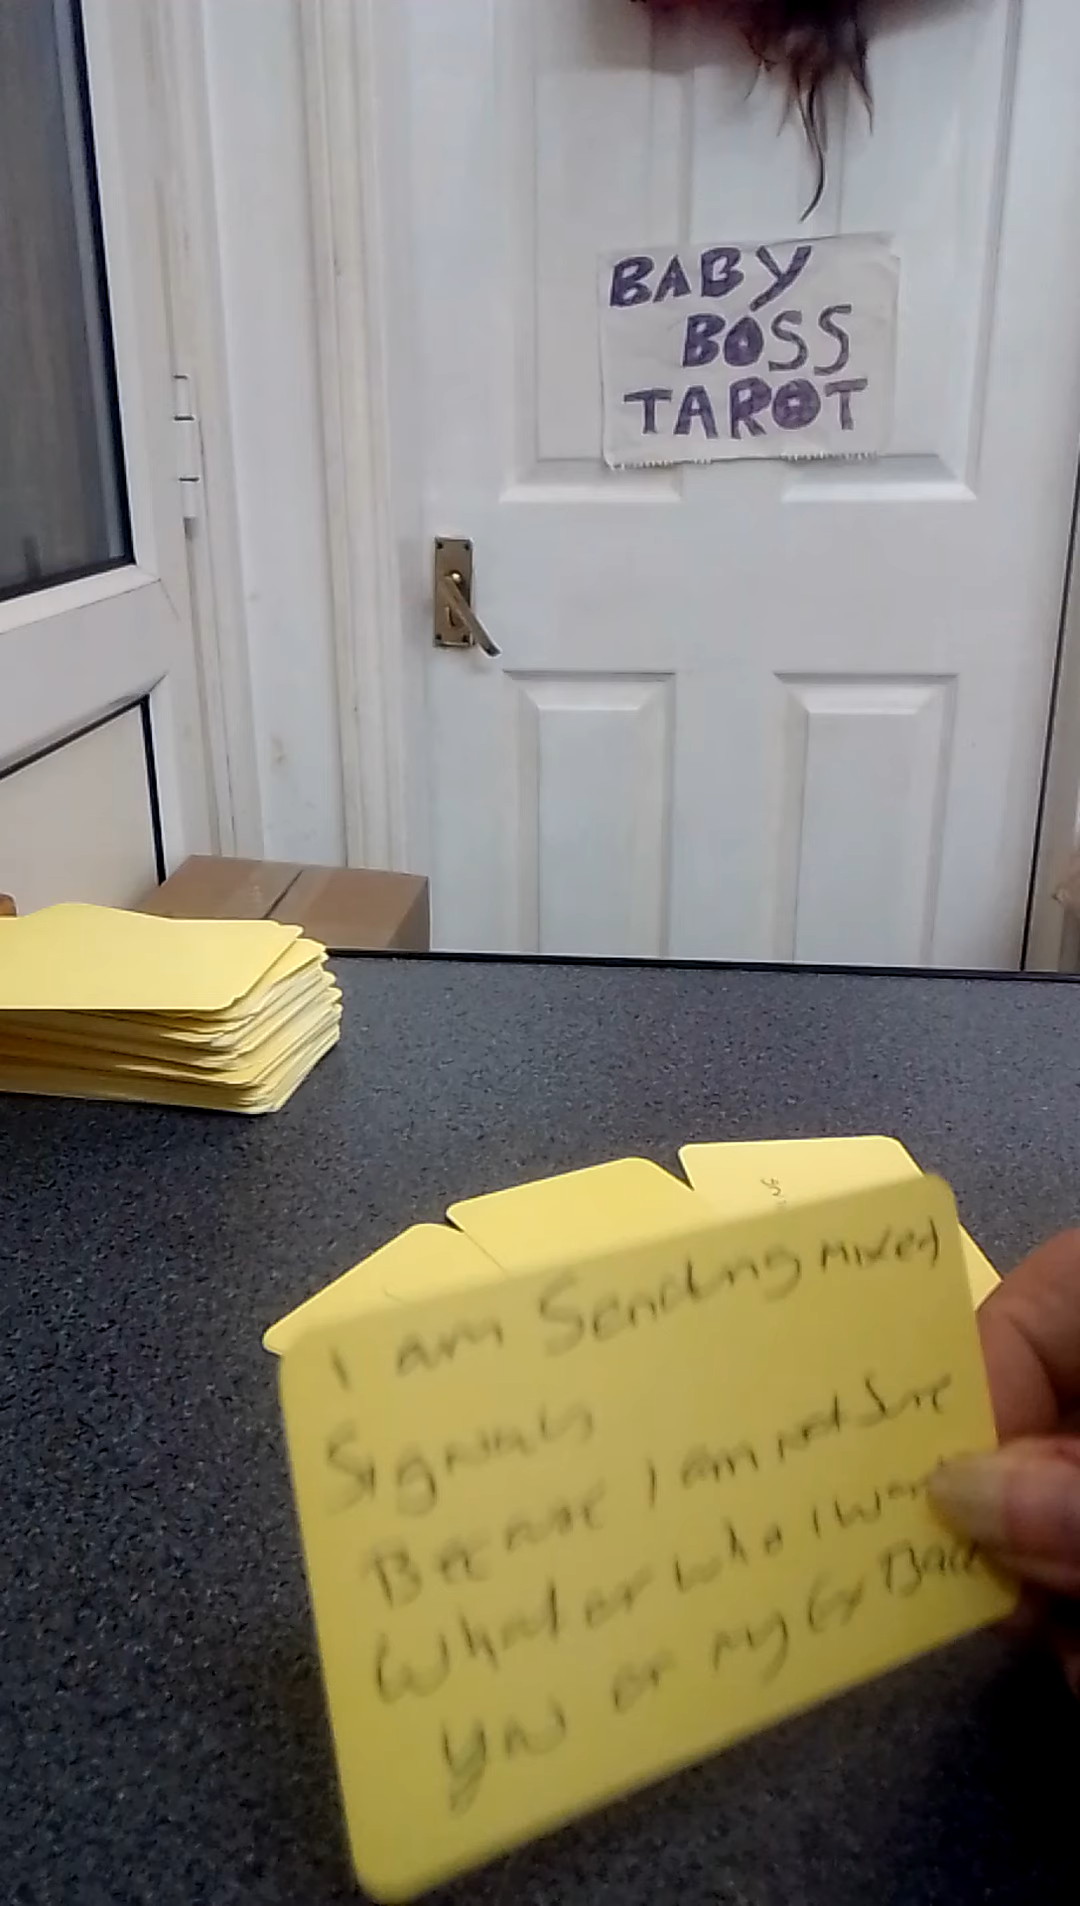 BABY
BOSS
TAROT
I am Sending mixed
Signals
Because I am not Sure
What or who I want
You or my Ex Back